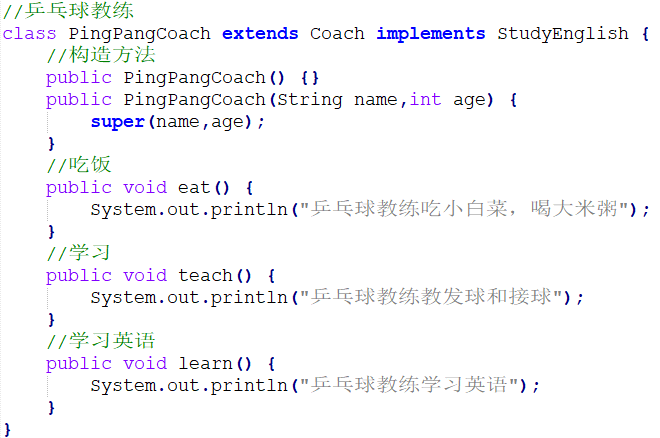 //乒乓球教练
class PingPangCoach extends Coach implements StudyEnglish {
    //构造方法
    public PingPangCoach() {}
    public PingPangCoach(String name,int age) {
        super(name,age);
    }
    //吃饭
    public void eat() {
        System.out.println("乒乓球教练吃小白菜，喝大米粥");
    }
    //学习
    public void teach() {
        System.out.println("乒乓球教练教发球和接球");
    }
    //学习英语
    public void learn() {
        System.out.println("乒乓球教练学习英语");
    }
}